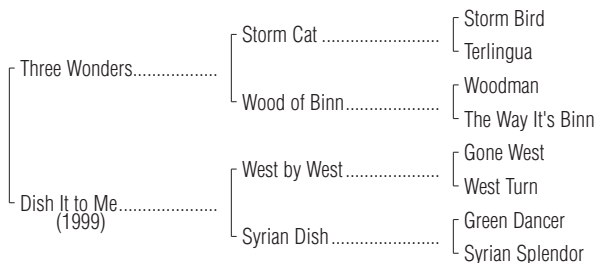 Storm Bird
Storm Cat ..........................
Terlingua
Three Wonders..................
Woodman
Wood of Binn.....................
The Way It's Binn
Gone West
West by West.....................
West Turn
Dish It to Me.....................
(1999)
Green Dancer
Syrian Dish........................
Syrian Splendor